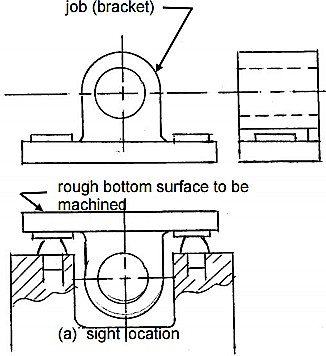 job (bracket)
rough bottom surface to be
machined
(a) sight location